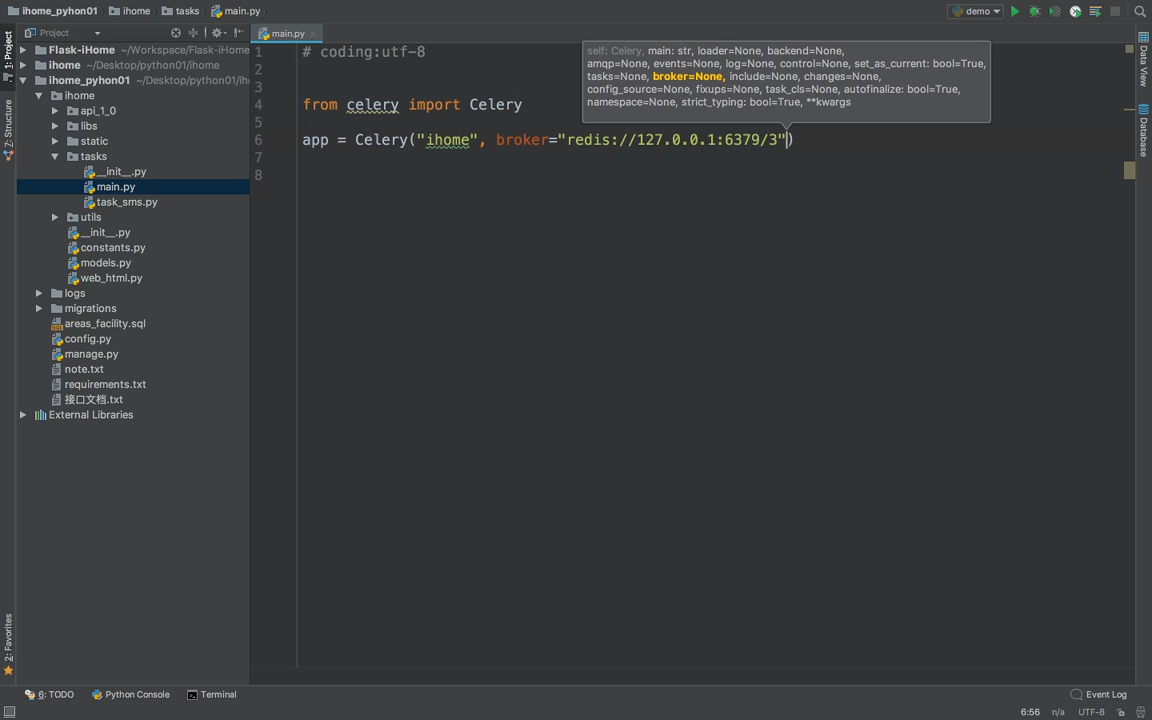 ihome_pyhon01 ihome tasks main.py demo
Project main.py
1: Project
Z: Structure
2: Favorites
Data View
Database
Flask-iHome ~/Workspace/Flask-iHome
ihome ~/Desktop/python01/ihome
ihome_pyhon01 ~/Desktop/python01/ih
ihome
api_1_0
libs
static
tasks
__init__.py
main.py
task_sms.py
utils
__init__.py
constants.py
models.py
web_html.py
logs
migrations
areas_facility.sql
config.py
manage.py
note.txt
requirements.txt
接口文档.txt
External Libraries
1 # coding:utf-8
2
3
4 from celery import Celery
5
6 app = Celery("ihome", broker="redis://127.0.0.1:6379/3")
7
8
self: Celery, main: str, loader=None, backend=None,
amqp=None, events=None, log=None, control=None, set_as_current: bool=True,
tasks=None, broker=None, include=None, changes=None,
config_source=None, fixups=None, task_cls=None, autofinalize: bool=True,
namespace=None, strict_typing: bool=True, **kwargs
6: TODO Python Console Terminal Event Log
6:56 n/a UTF-8